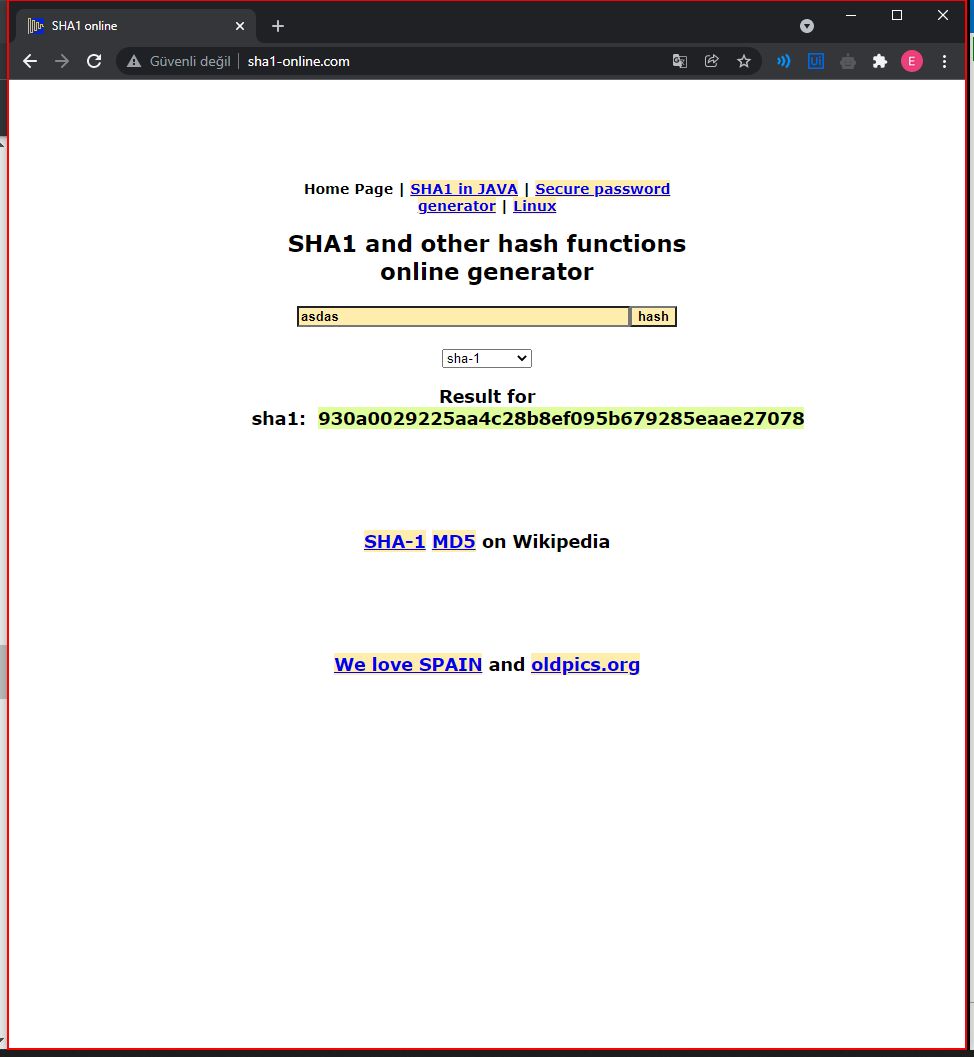 SHA1 online
Güvenli değil
sha1-online.com
Ui
E
Home Page | SHA1 in JAVA | Secure password
generator | Linux
SHA1 and other hash functions
online generator
asdas
hash
sha-1
Result for
sha1: 930a0029225aa4c28b8ef095b679285eaae27078
SHA-1 MD5 on Wikipedia
We love SPAIN and oldpics.org